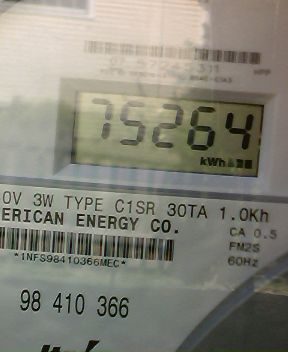 75264
kWh
0V 3W TYPE C1SR 30TA 1.0Kh
ERICAN ENERGY CO.
CA 0.5
FM2S
*INFS98410366MEC*
60Hz
98 410 366